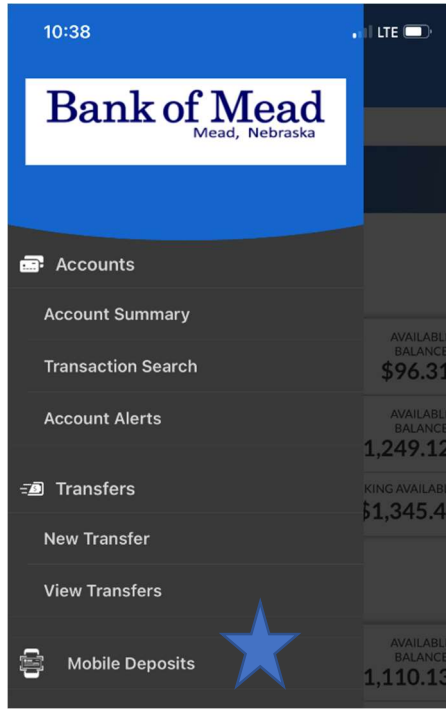 10:38
LTE
Bank of Mead
Mead, Nebraska
Accounts
Account Summary
Transaction Search
Account Alerts
Transfers
New Transfer
View Transfers
Mobile Deposits
AVAILABL
BALANCE
$96.31
AVAILABL
BALANCE
1,249.12
KING AVAILABL
$1,345.4
AVAILABL
BALANCE
1,110.13